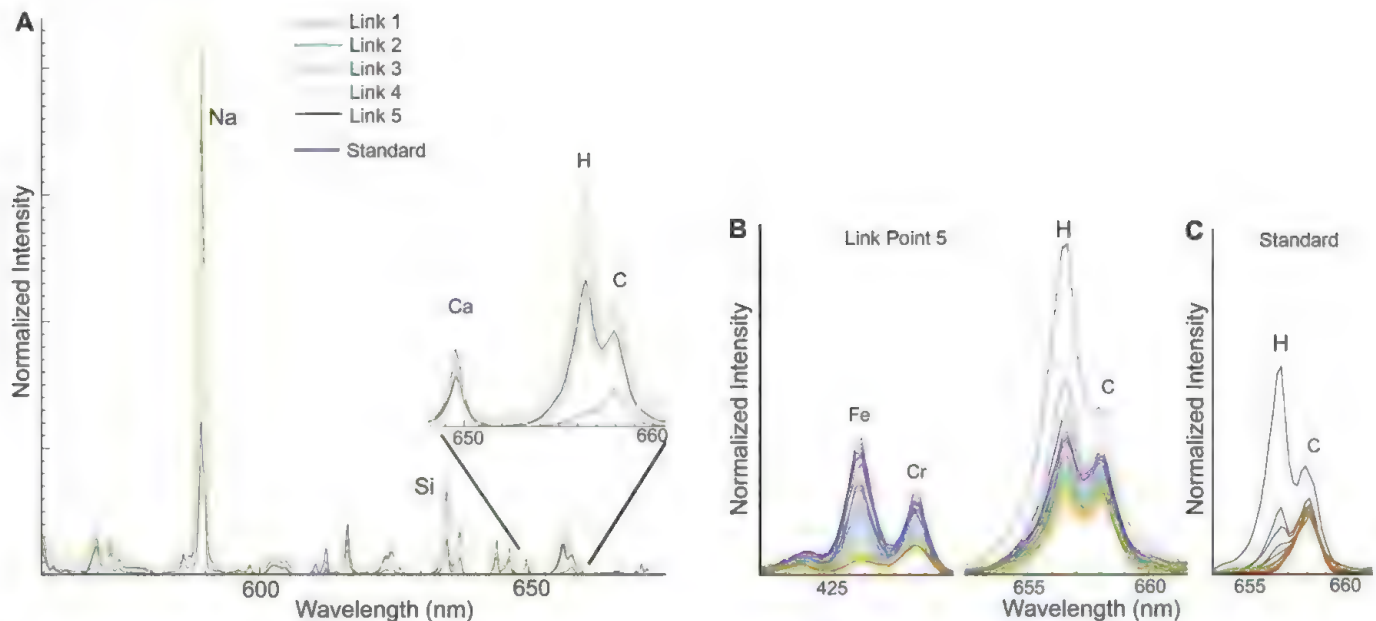 A
Link 1
Link 2
Link 3
Link 4
Link 5
Standard
Na
H
C
Ca
650
660
Si
600
650
Wavelength (nm)
Normalized Intensity
B
Link Point 5
H
C
Fe
Cr
425
655
660
Wavelength (nm)
Normalized Intensity
C
Standard
H
C
655
660
Normalized Intensity